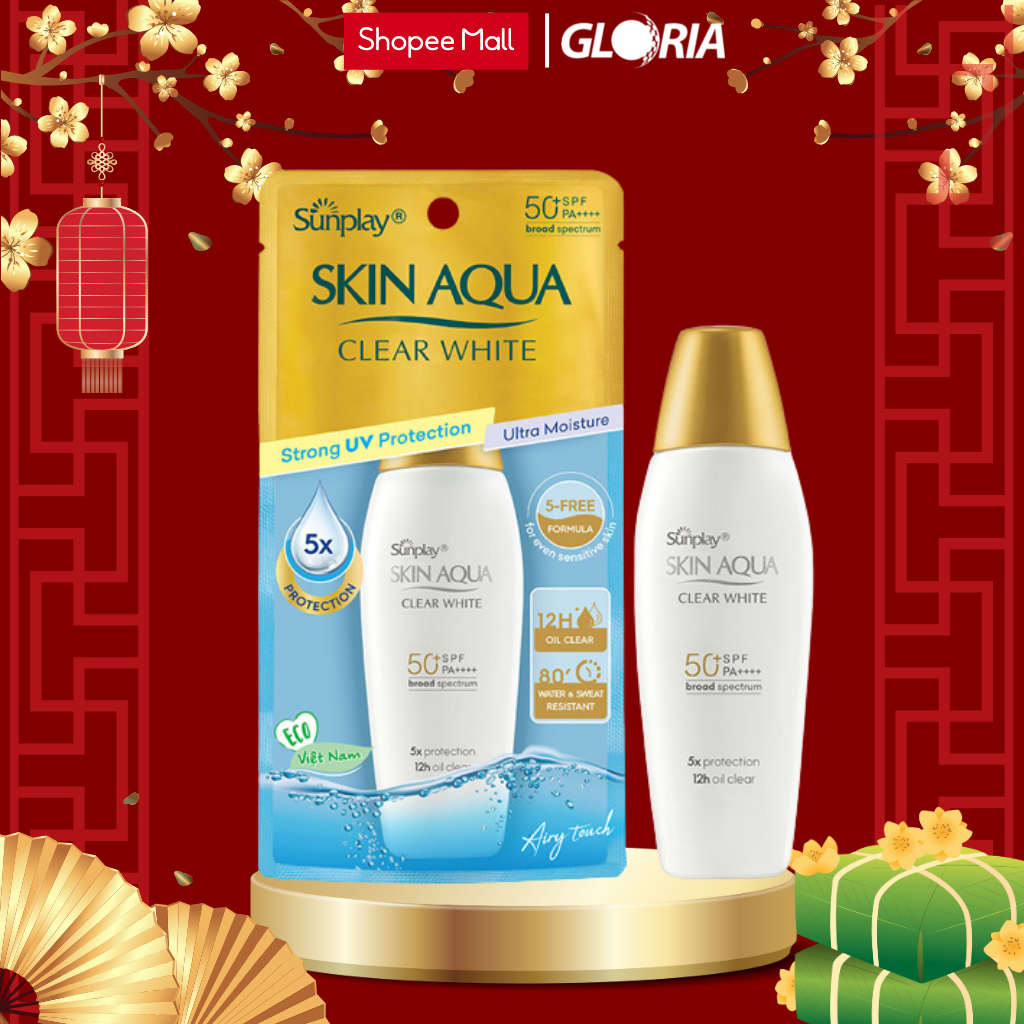 Shopee Mall
GLORIA
Sunplay®
50+ SPF
PA++++
broad spectrum
SKIN AQUA
CLEAR WHITE
Strong UV Protection
Ultra Moisture
5x
PROTECTION
5-FREE
FORMULA
for even sensitive skin
12H
OIL CLEAR
80'
WATER & SWEAT
RESISTANT
ECO
Việt Nam
Airy touch
Sunplay®
SKIN AQUA
CLEAR WHITE
50+ SPF
PA++++
broad spectrum
5x protection
12h oil clear
Sunplay®
SKIN AQUA
CLEAR WHITE
50+ SPF
PA++++
broad spectrum
5x protection
12h oil clear